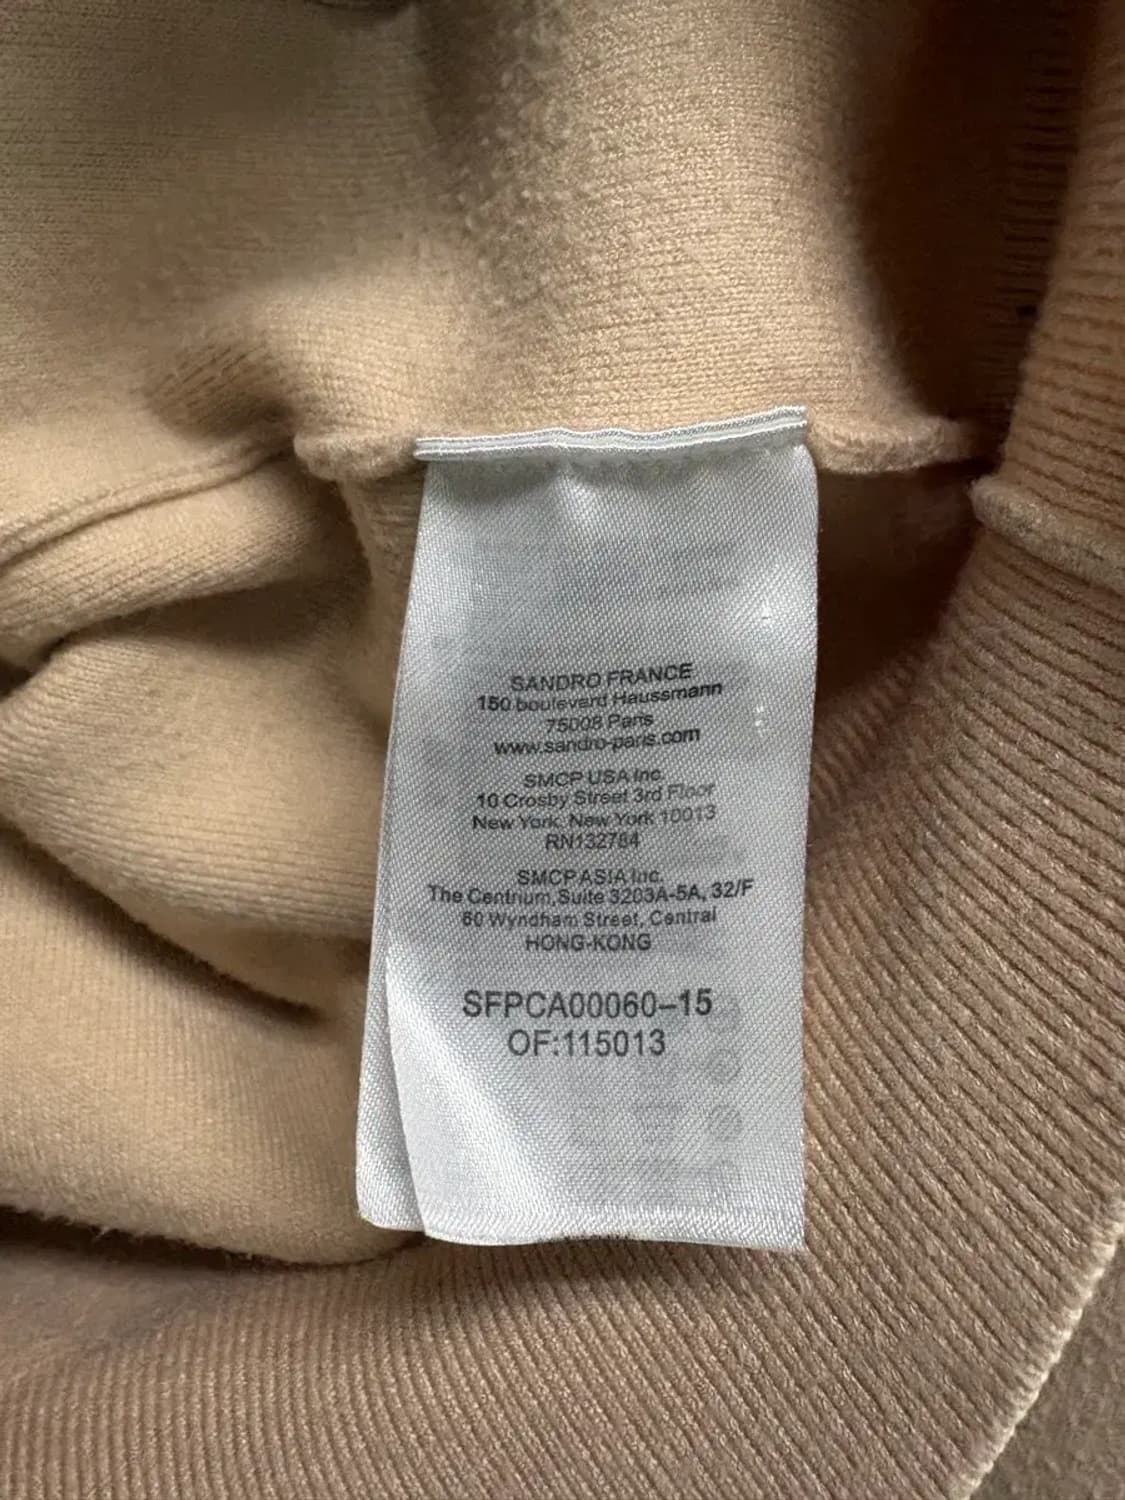 SANDRO FRANCE
150 boulevard Haussmann
75008 Paris
www.sandro-paris.com
SMCP USA Inc.
10 Crosby Street 3rd Floor
New York, New York 10013
RN132784
SMCP ASIA Inc.
The Centrium, Suite 3203A-5A, 32/F
60 Wyndham Street, Central
HONG-KONG
SFPCA00060-15
OF:115013